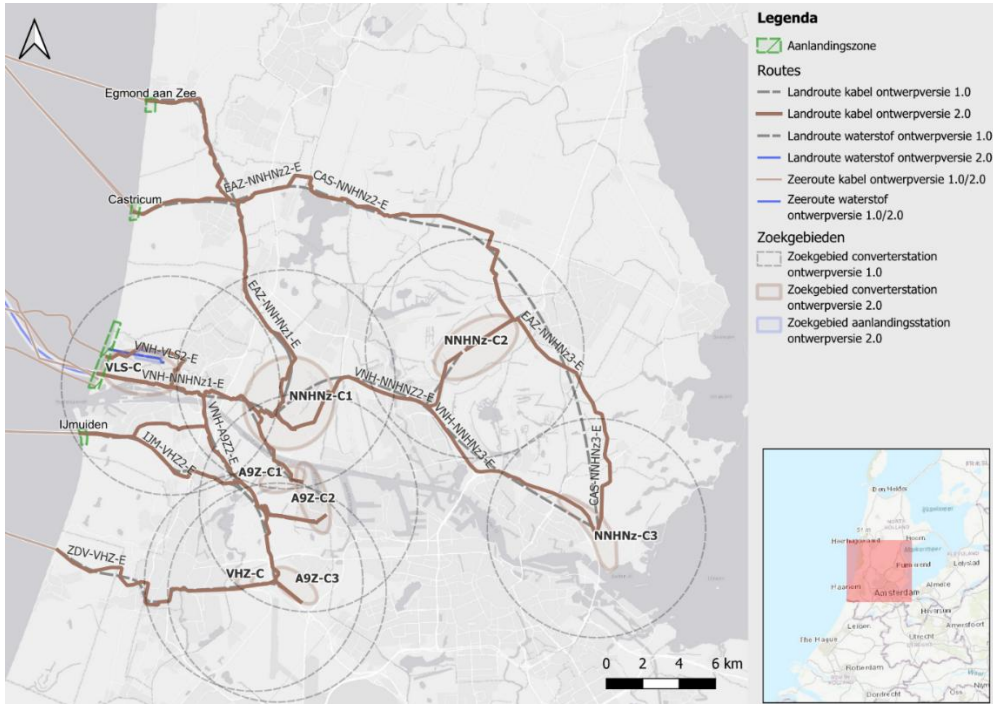 Egmond aan Zee
Castricum
EAZ-NNHNz2-E
CAS-NNHNz2-E
EAZ-NNHNz1-E
EAZ-NNHNz3-E
NNHNz-C2
VNH-VLS2-E
VLS-C
VNH-NNHNz1-E
NNHNz-C1
VNH-NNHNZ2-E
VNH-NNHNz3-E
CAS-NNHNz3-E
IJmuiden
IJM-VHZ2-E
VNH-A9Z2-E
A9Z-C1
A9Z-C2
NNHNz-C3
ZDV-VHZ-E
VHZ-C
A9Z-C3
0 2 4 6 km
Legenda
Aanlandingszone
Routes
Landroute kabel ontwerpversie 1.0
Landroute kabel ontwerpversie 2.0
Landroute waterstof ontwerpversie 1.0
Landroute waterstof ontwerpversie 2.0
Zeeroute kabel ontwerpversie 1.0/2.0
Zeeroute waterstof
ontwerpversie 1.0/2.0
Zoekgebieden
Zoekgebied converterstation
ontwerpversie 1.0
Zoekgebied converterstation
ontwerpversie 2.0
Zoekgebied aanlandingsstation
ontwerpversie 2.0
Den Helder
Heerhugowaard
Hoorn
Purmerend
Lelystad
Haarlem
Amsterdam
Almere
Hilversum
Leiden
Amersfoort
The Hague
Utrecht
Rotterdam
Dordrecht